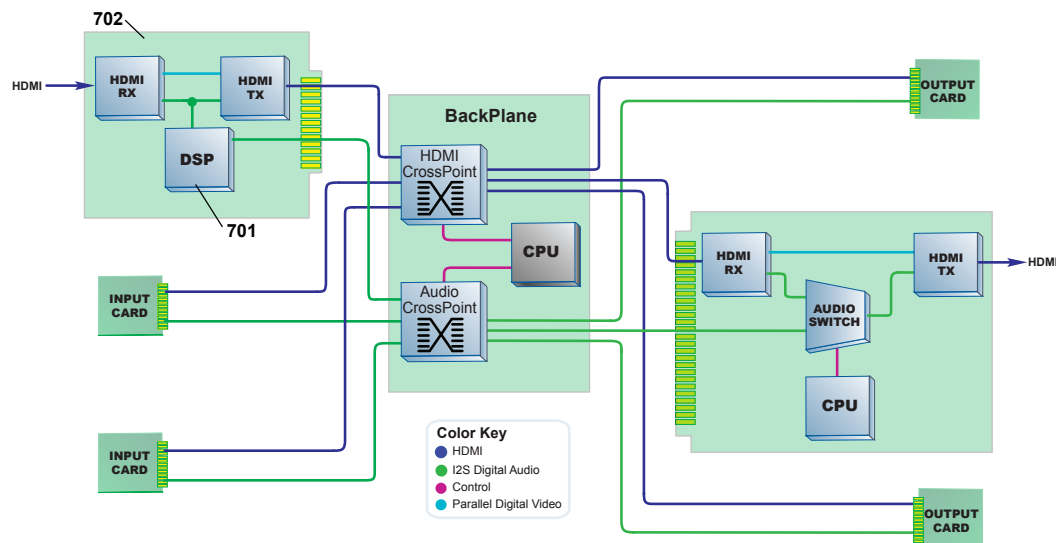 702
HDMI
HDMI
RX
HDMI
TX
DSP
701
INPUT
CARD
INPUT
CARD
BackPlane
HDMI
CrossPoint
CPU
Audio
CrossPoint
Color Key
HDMI
I2S Digital Audio
Control
Parallel Digital Video
OUTPUT
CARD
HDMI
RX
HDMI
TX
HDMI
AUDIO
SWITCH
CPU
OUTPUT
CARD